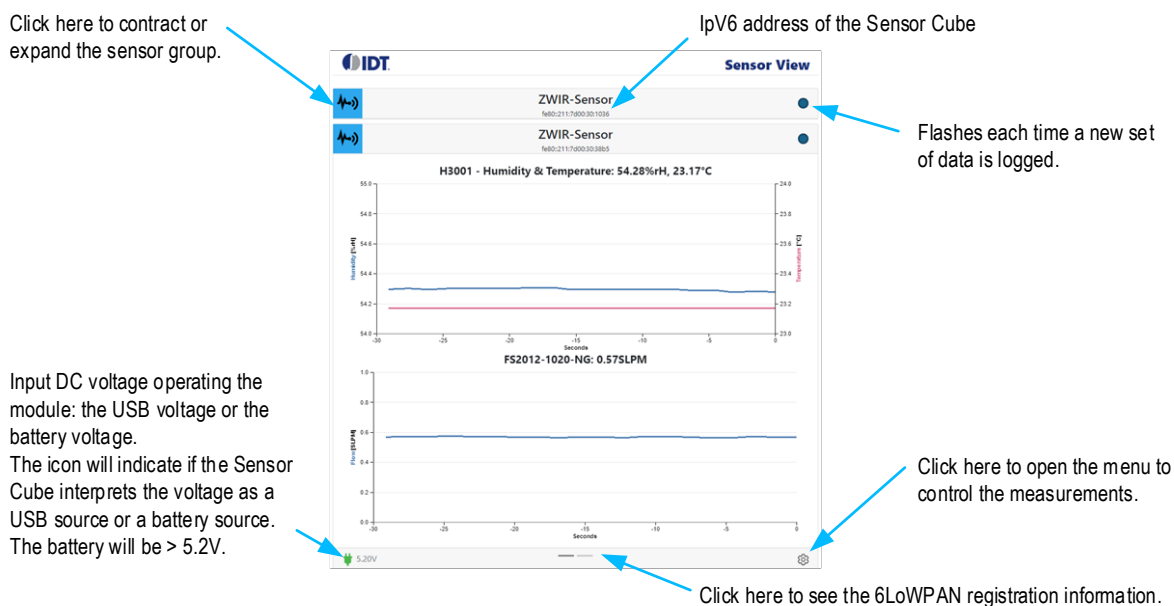 Click here to contract or
expand the sensor group.
IpV6 address of the Sensor Cube
IDT.
Sensor View
ZWIR-Sensor
fe80::211:7d00:30:1036
Flashes each time a new set
of data is logged.
ZWIR-Sensor
fe80::211:7d00:30:38b5
H3001 - Humidity & Temperature: 54.28%rH, 23.17°C
55.0
54.8
54.6
54.4
54.2
54.0
Humidity [%rH]
24.0
23.8
23.6
23.4
23.2
23.0
Temperature [°C]
-30 -25 -20 -15 -10 -5 0
Seconds
FS2012-1020-NG: 0.57SLPM
1.0
0.8
0.6
0.4
0.2
0.0
Flow [SLPM]
-30 -25 -20 -15 -10 -5 0
Seconds
Input DC voltage operating the
module: the USB voltage or the
battery voltage.
The icon will indicate if the Sensor
Cube interprets the voltage as a
USB source or a battery source.
The battery will be > 5.2V.
Click here to open the menu to
control the measurements.
5.20V
Click here to see the 6LoWPAN registration information.